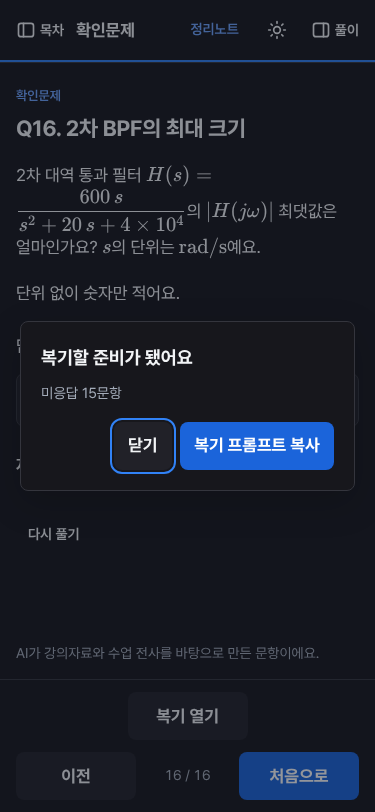 목차 확인문제 정리노트 풀이
확인문제
Q16. 2차 BPF의 최대 크기
2차 대역 통과 필터 H(s) =
600 s
s² + 20 s + 4 × 10⁴ 의 |H(jω)| 최댓값은
얼마인가요? s의 단위는 rad/s예요.
단위 없이 숫자만 적어요.
복기할 준비가 됐어요
미응답 15문항
닫기 복기 프롬프트 복사
다시 풀기
AI가 강의자료와 수업 전사를 바탕으로 만든 문항이에요.
복기 열기
이전 16 / 16 처음으로